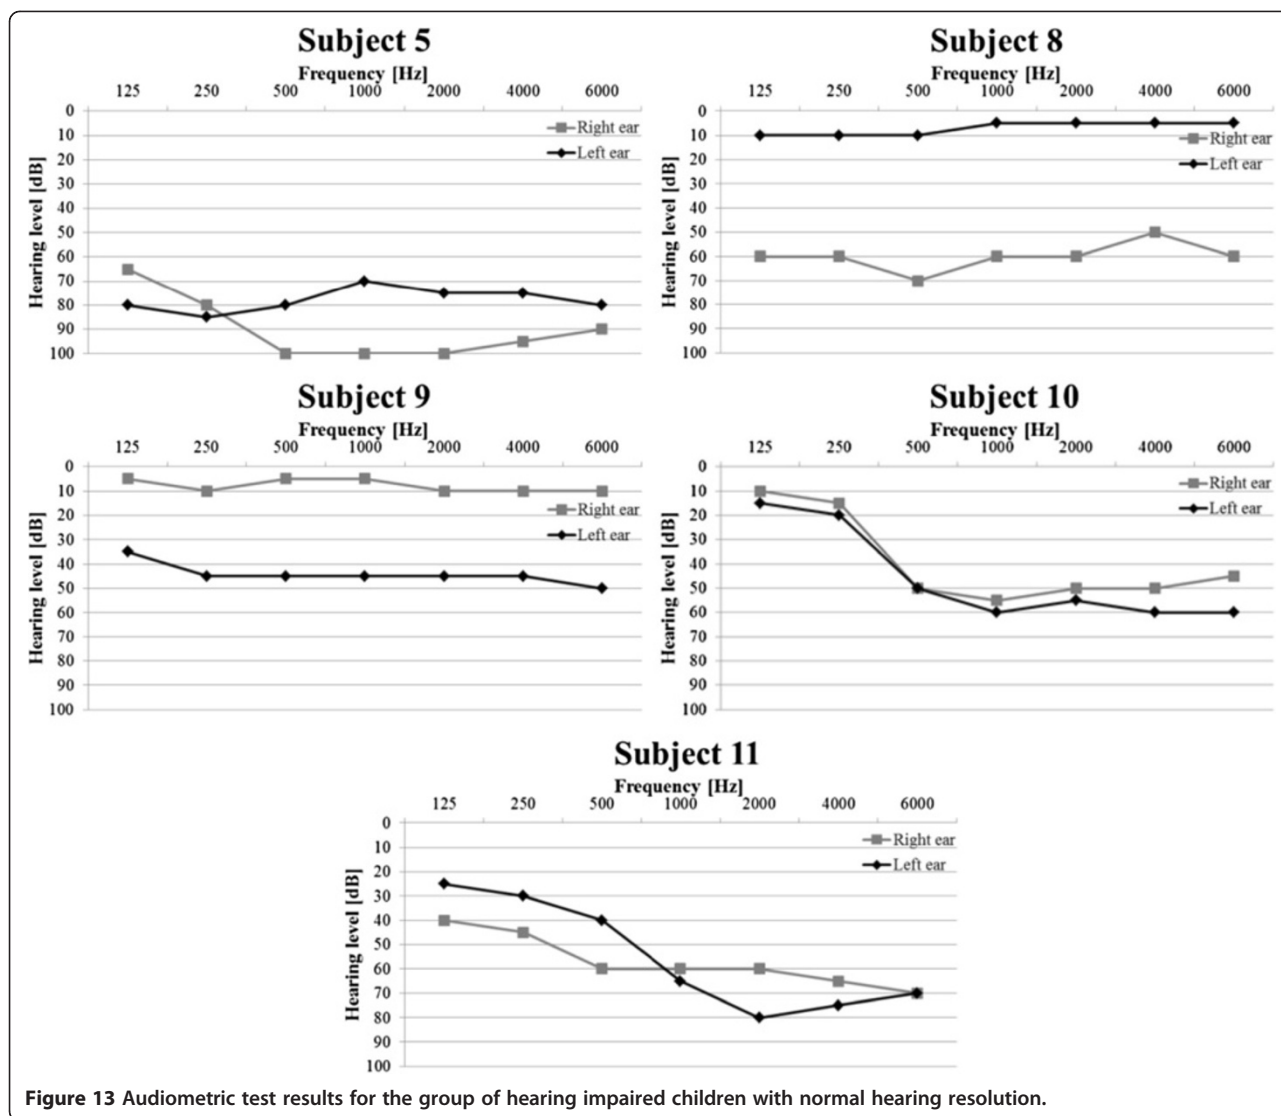 Subject 5
Frequency [Hz]
125 250 500 1000 2000 4000 6000
Hearing level [dB]
0
10
20
30
40
50
60
70
80
90
100
Right ear
Left ear
Subject 8
Frequency [Hz]
125 250 500 1000 2000 4000 6000
Hearing level [dB]
0
10
20
30
40
50
60
70
80
90
100
Right ear
Left ear
Subject 9
Frequency [Hz]
125 250 500 1000 2000 4000 6000
Hearing level [dB]
0
10
20
30
40
50
60
70
80
90
100
Right ear
Left ear
Subject 10
Frequency [Hz]
125 250 500 1000 2000 4000 6000
Hearing level [dB]
0
10
20
30
40
50
60
70
80
90
100
Right ear
Left ear
Subject 11
Frequency [Hz]
125 250 500 1000 2000 4000 6000
Hearing level [dB]
0
10
20
30
40
50
60
70
80
90
100
Right ear
Left ear
Figure 13 Audiometric test results for the group of hearing impaired children with normal hearing resolution.